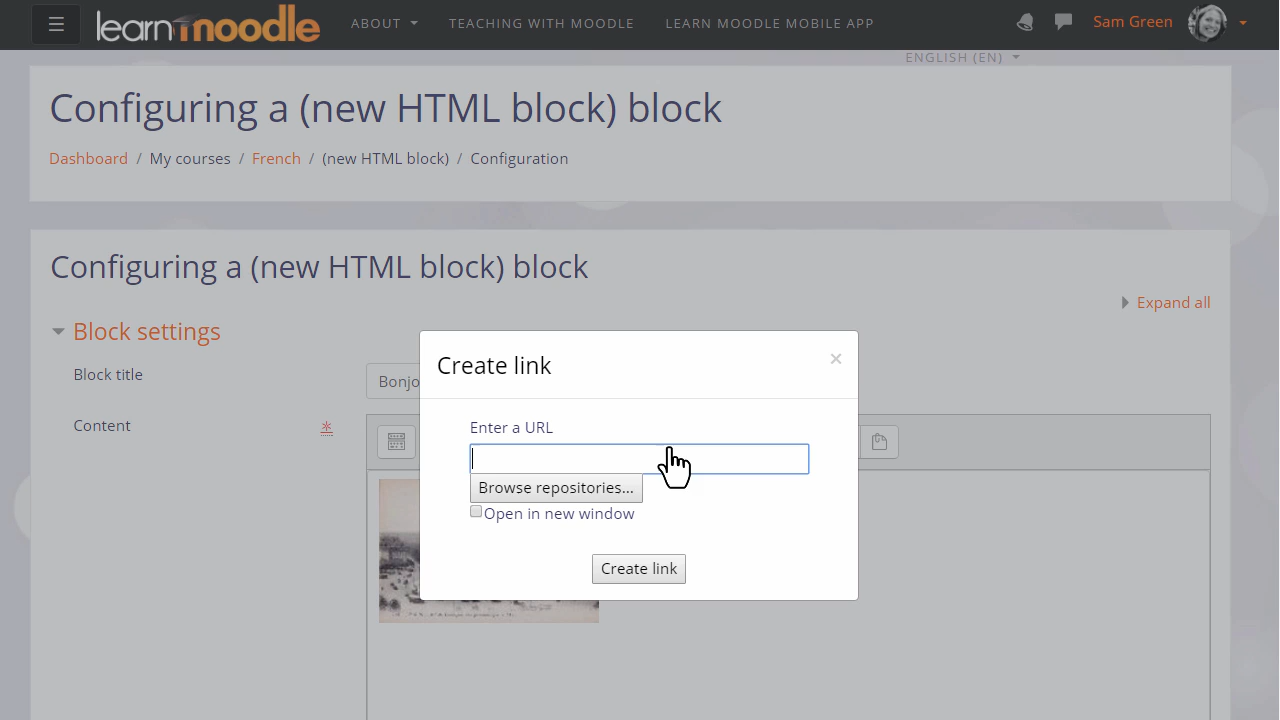 learn moodle
ABOUT
TEACHING WITH MOODLE
LEARN MOODLE MOBILE APP
Sam Green
ENGLISH (EN)
Configuring a (new HTML block) block
Dashboard / My courses / French / (new HTML block) / Configuration
Configuring a (new HTML block) block
Expand all
Block settings
Create link
Block title
Bonjo
Content
Enter a URL
Browse repositories...
Open in new window
Create link